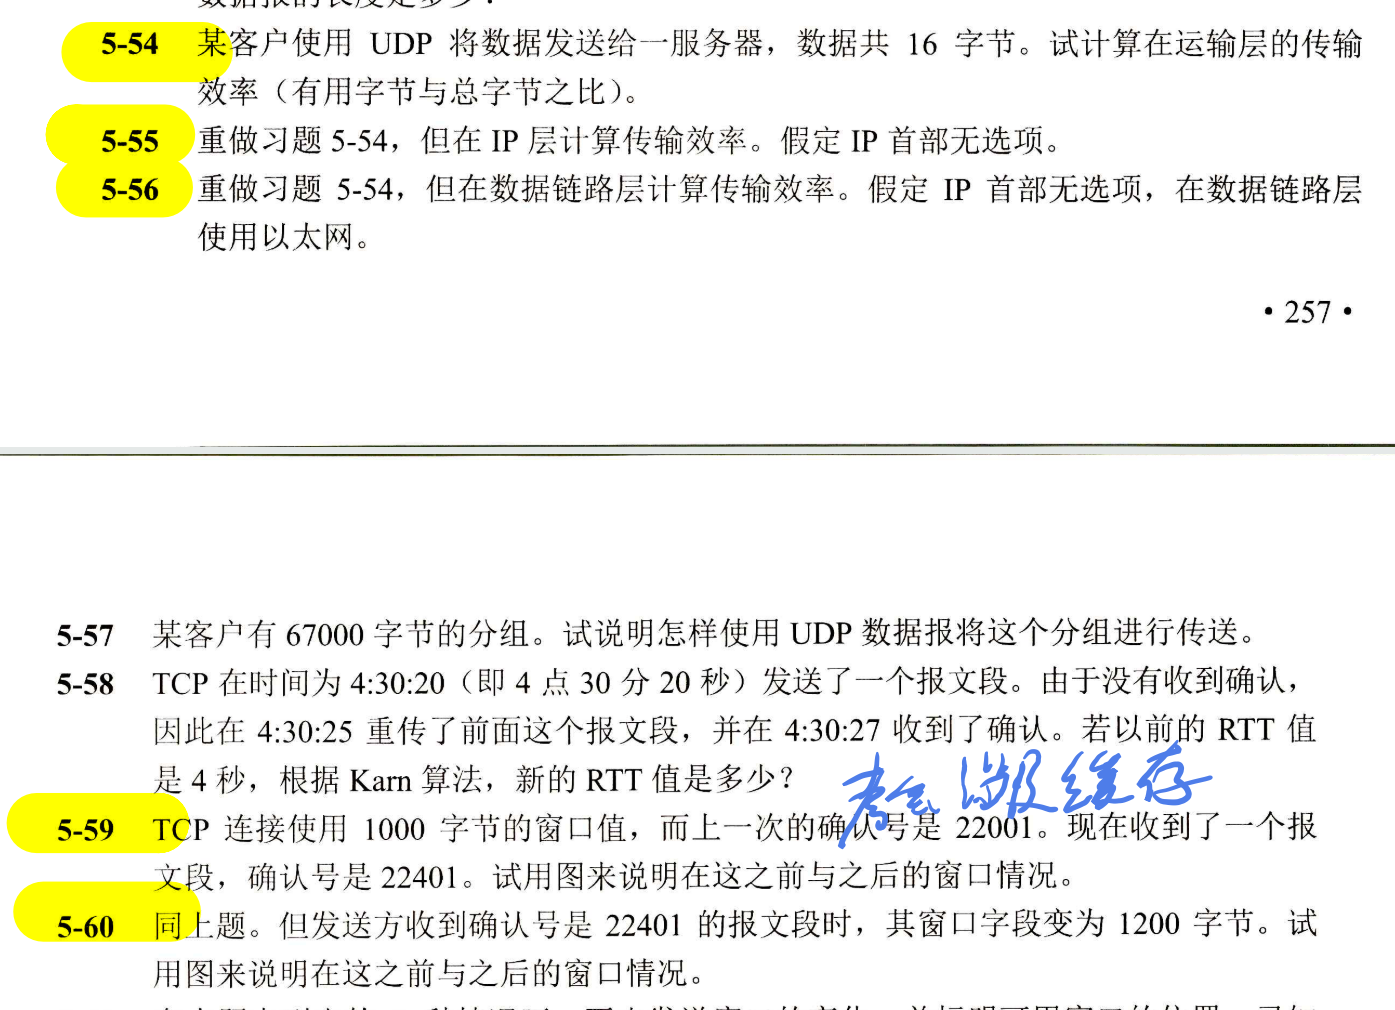 数据报的长度是多少？
5-54 某客户使用 UDP 将数据发送给一服务器，数据共 16 字节。试计算在运输层的传输
效率（有用字节与总字节之比）。
5-55 重做习题 5-54，但在 IP 层计算传输效率。假定 IP 首部无选项。
5-56 重做习题 5-54，但在数据链路层计算传输效率。假定 IP 首部无选项，在数据链路层
使用以太网。
• 257 •
5-57 某客户有 67000 字节的分组。试说明怎样使用 UDP 数据报将这个分组进行传送。
5-58 TCP 在时间为 4:30:20（即 4 点 30 分 20 秒）发送了一个报文段。由于没有收到确认，
因此在 4:30:25 重传了前面这个报文段，并在 4:30:27 收到了确认。若以前的 RTT 值
是 4 秒，根据 Karn 算法，新的 RTT 值是多少？
缓存
5-59 TCP 连接使用 1000 字节的窗口值，而上一次的确认号是 22001。现在收到了一个报
文段，确认号是 22401。试用图来说明在这之前与之后的窗口情况。
5-60 同上题。但发送方收到确认号是 22401 的报文段时，其窗口字段变为 1200 字节。试
用图来说明在这之前与之后的窗口情况。